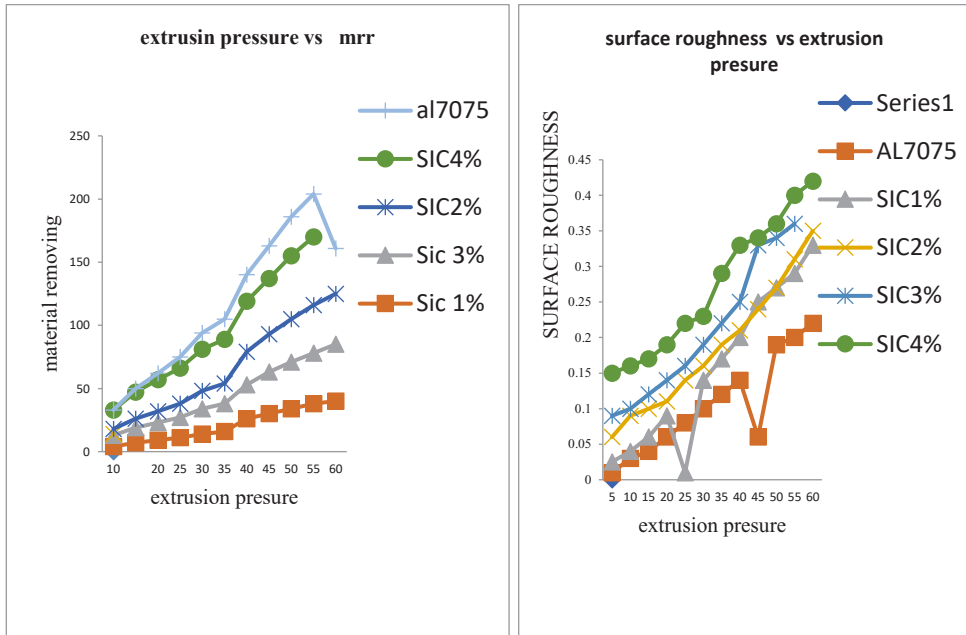 extrusin pressure vs mrr
al7075
SIC4%
SIC2%
Sic 3%
Sic 1%
material removing
250
200
150
100
50
0
10 20 25 30 35 40 45 50 55 60
extrusion presure
surface roughness vs extrusion
presure
Series1
AL7075
SIC1%
SIC2%
SIC3%
SIC4%
SURFACE ROUGHNESS
0.45
0.4
0.35
0.3
0.25
0.2
0.15
0.1
0.05
0
5 10 15 20 25 30 35 40 45 50 55 60
extrusion presure